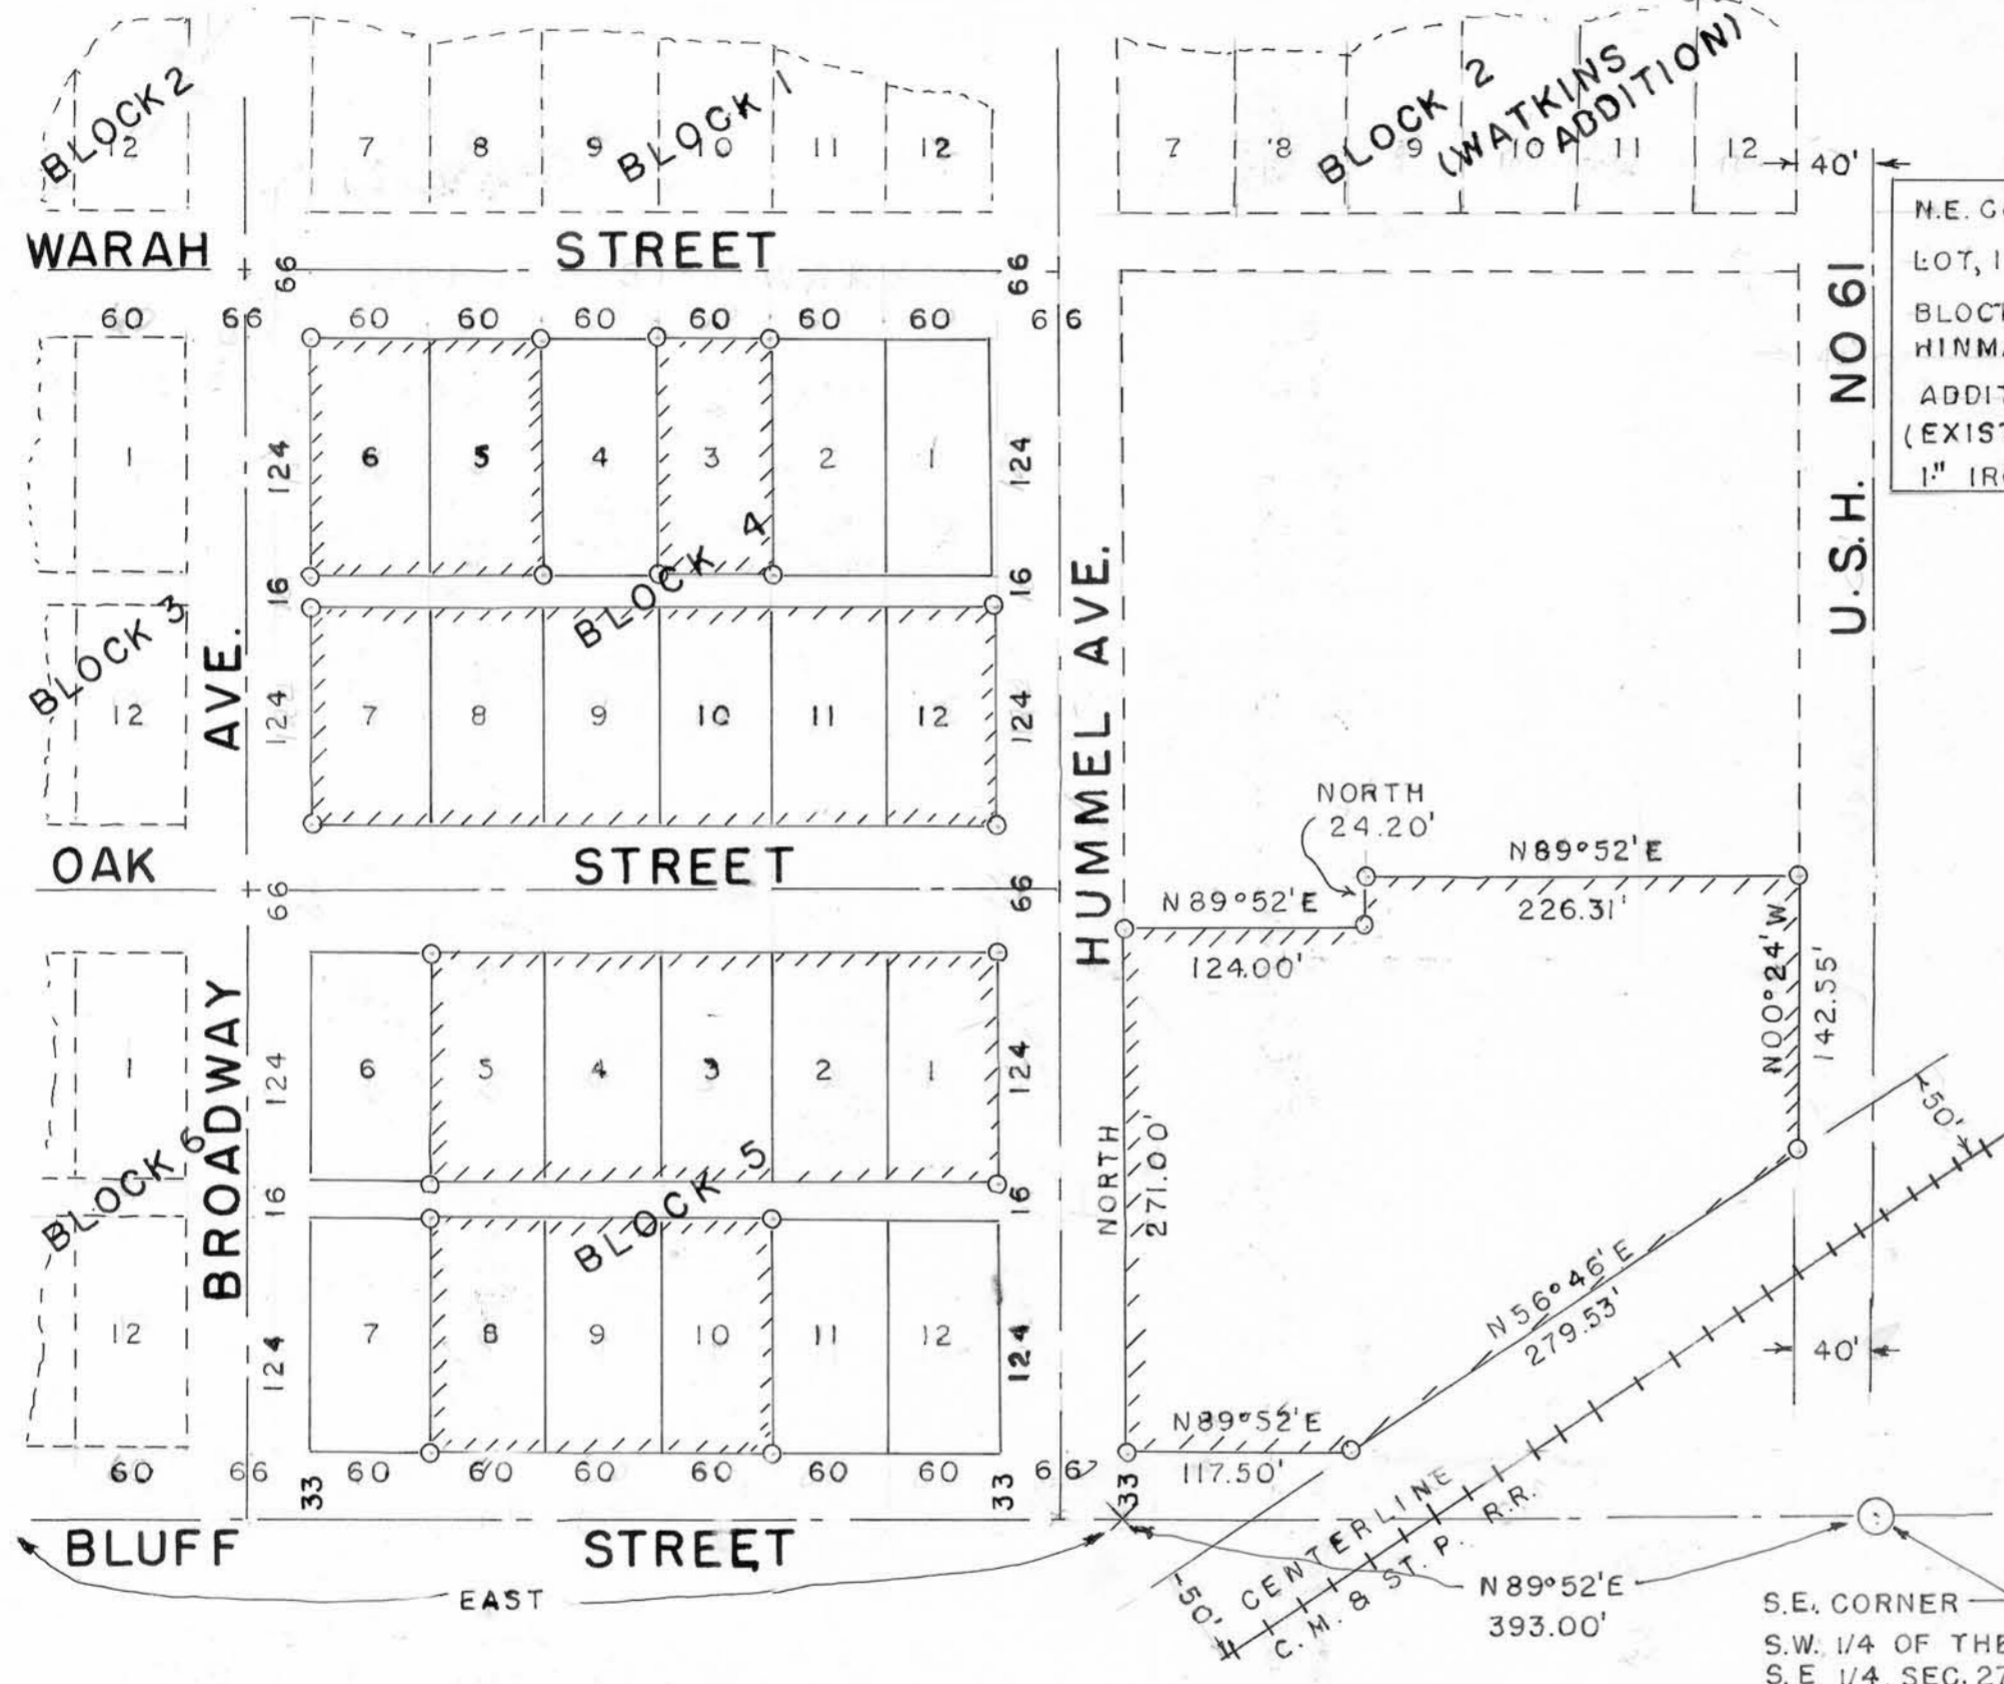 BLOCK 2
12
7 8 9 10 11 12
BLOCK 1
7 8 9 10 11 12
BLOCK 2
(WATKINS
ADDITION)
40'
WARAH STREET
66 66
60 66 60 60 60 60 60 60 66
N.E.
LOT,
HINM
ADDIT
(EXIST
1" IR
U.S.H. NO 61
1
124 6 5 4 3 2 1 124
BLOCK 4
16 16
BLOCK 3
12
124 7 8 9 10 11 12 124
BROADWAY AVE.
HUMMEL AVE.
OAK STREET
66 66
NORTH
24.20'
N89°52'E
226.31'
N89°52'E
124.00'
N00°24'W
142.55'
1
124 6 5 4 3 2 1 124
BLOCK 5
16 16
BLOCK 6
12
124 7 8 9 10 11 12 124
NORTH
271.00'
50'
N56°46'E
279.53'
40'
N89°52'E
117.50'
60 66 60 60 60 60 60 60 66
33 33 33
BLUFF STREET
EAST
50'
CENTERLINE
C.M. & ST. P. R.R.
N89°52'E
393.00'
S.E. CORNER
S.W. 1/4 OF THE
S.E 1/4 SEC. 27